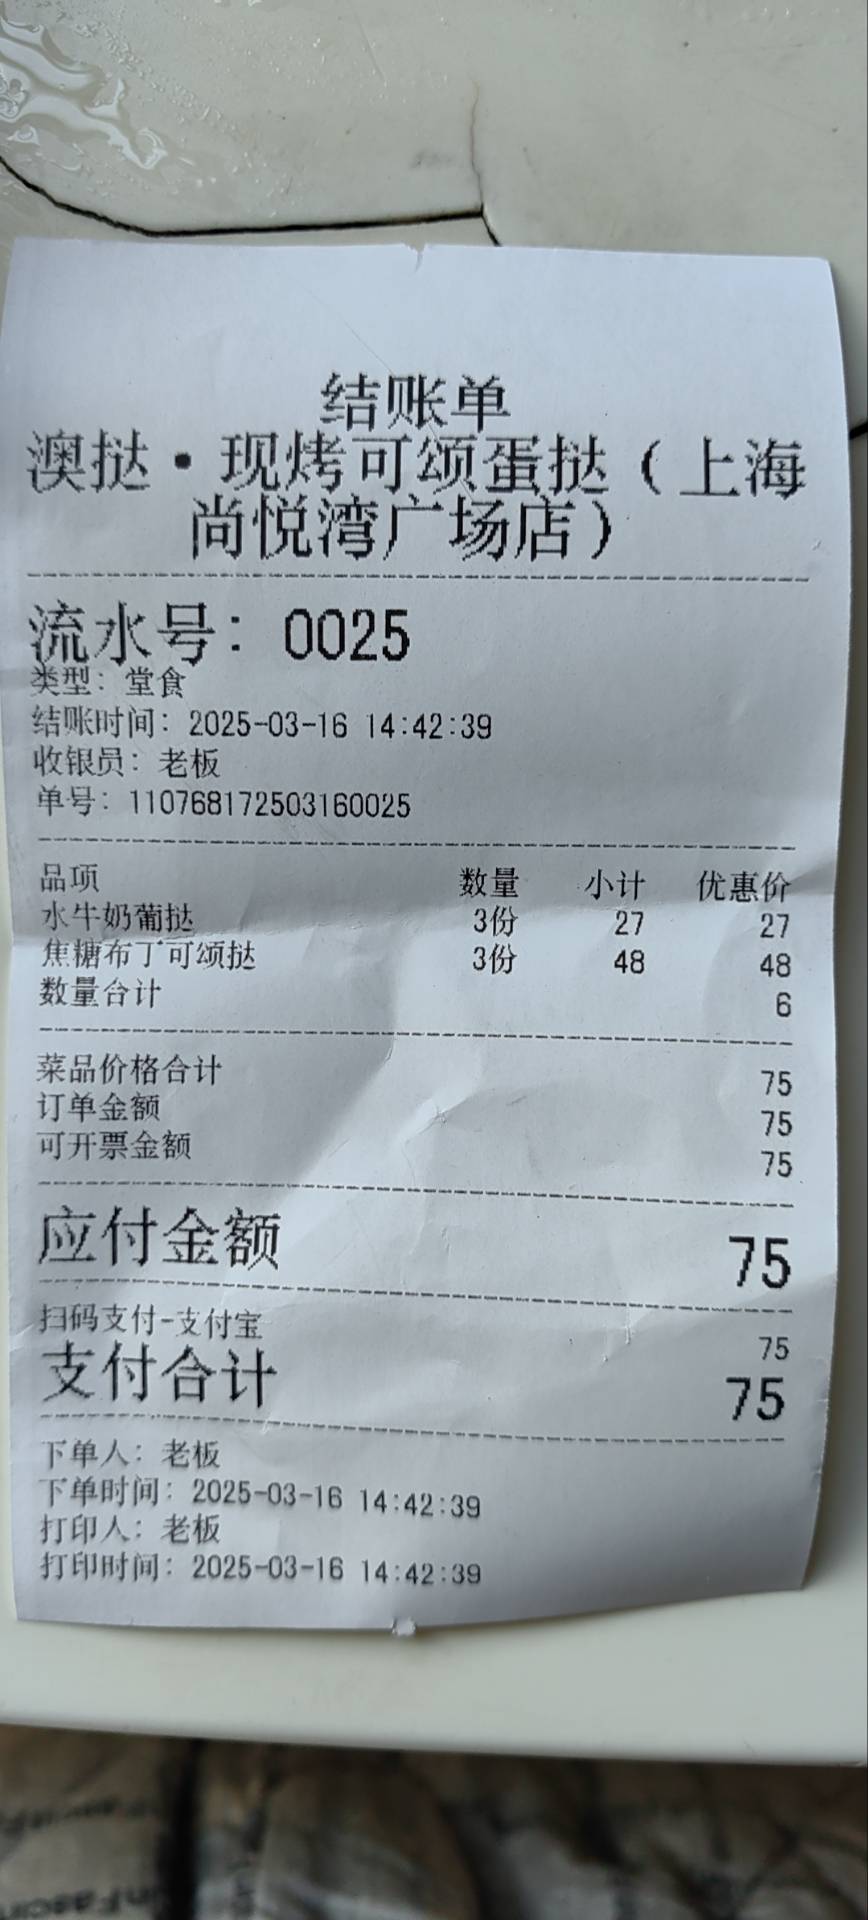 结账单
澳挞·现烤可颂蛋挞（上海
尚悦湾广场店）
流水号：0025
类型：堂食
结账时间：2025-03-16 14:42:39
收银员：老板
单号：110768172503160025
品项 数量 小计 优惠价
水牛奶葡挞 3份 27 27
焦糖布丁可颂挞 3份 48 48
数量合计 6
菜品价格合计 75
订单金额 75
可开票金额 75
应付金额 75
扫码支付-支付宝 75
支付合计 75
下单人：老板
下单时间：2025-03-16 14:42:39
打印人：老板
打印时间：2025-03-16 14:42:39